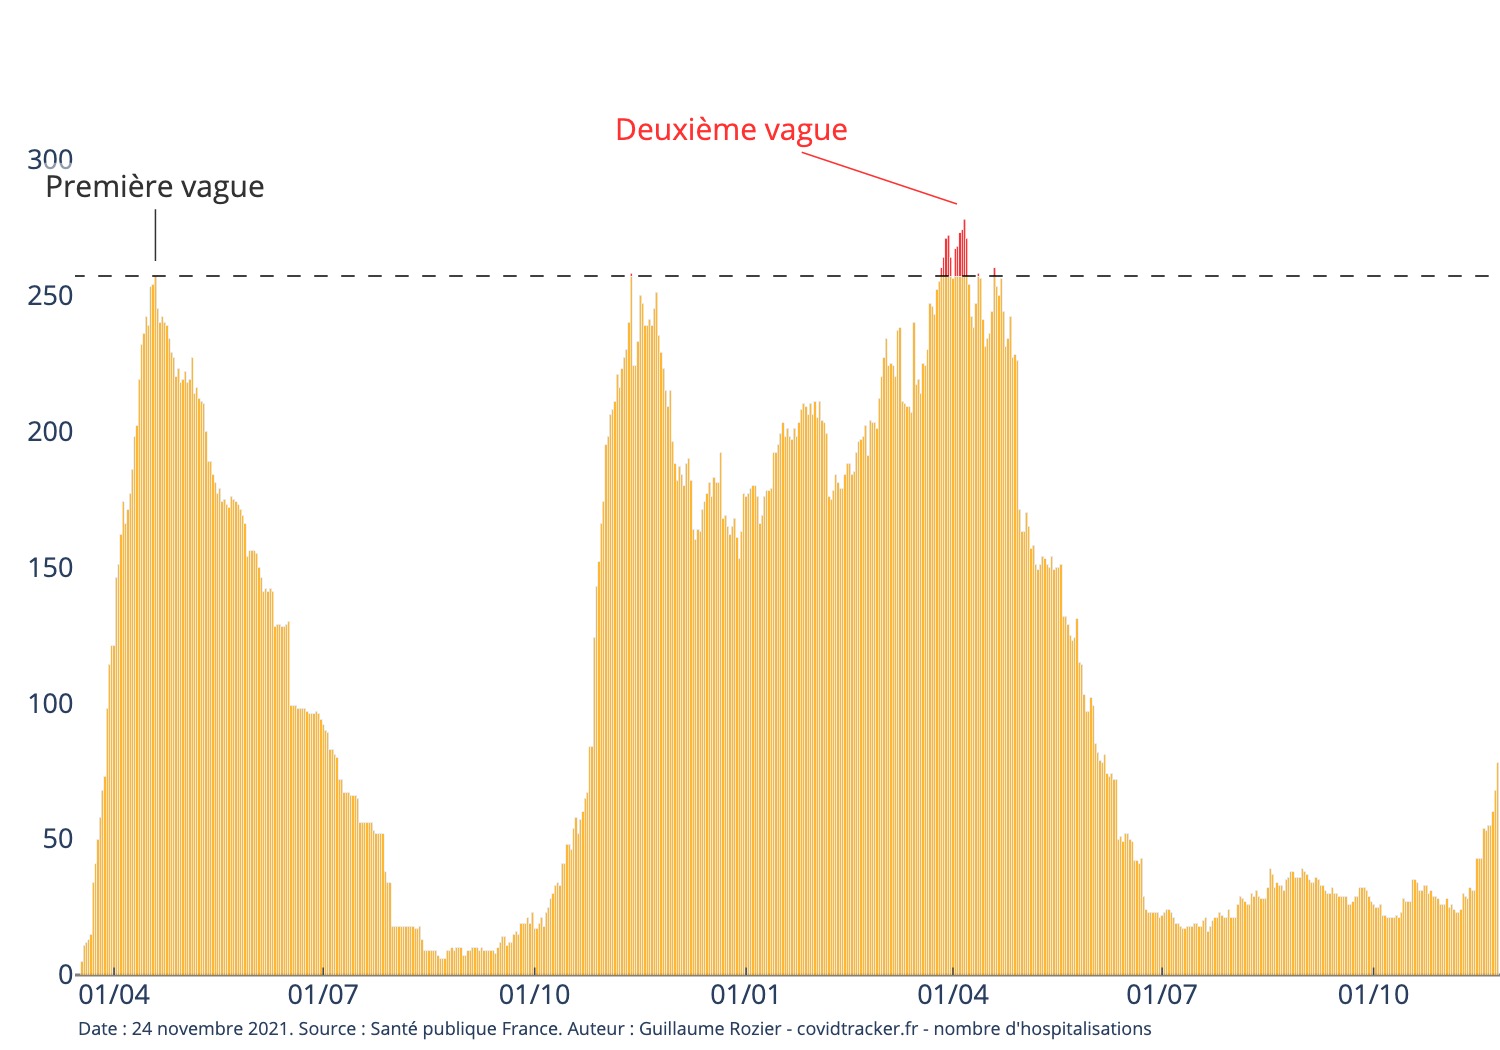 Deuxième vague
300
Première vague
250
200
150
100
50
0
01/04 01/07 01/10 01/01 01/04 01/07 01/10
Date : 24 novembre 2021. Source : Santé publique France. Auteur : Guillaume Rozier - covidtracker.fr - nombre d'hospitalisations